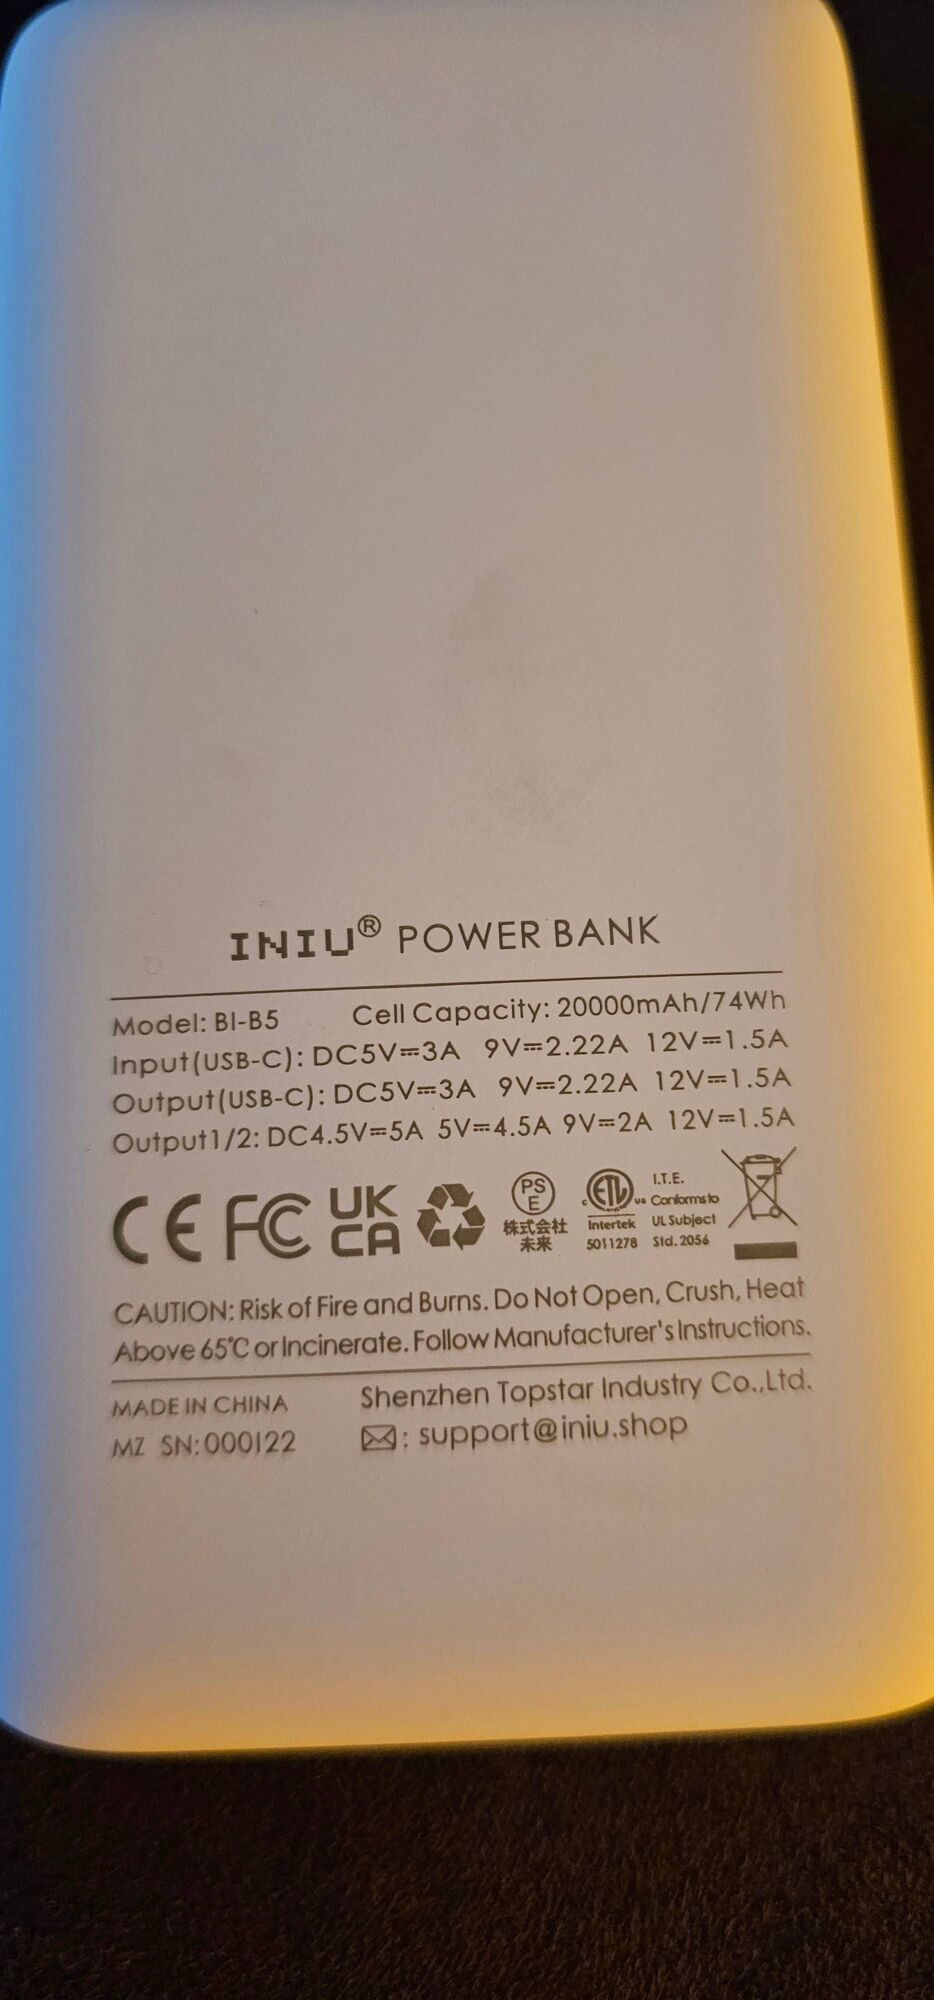 INIU® POWER BANK
Model: BI-B5 Cell Capacity: 20000mAh/74Wh
Input(USB-C): DC5V⎓3A 9V⎓2.22A 12V⎓1.5A
Output(USB-C): DC5V⎓3A 9V⎓2.22A 12V⎓1.5A
Output1/2: DC4.5V⎓5A 5V⎓4.5A 9V⎓2A 12V⎓1.5A
CE FC UK CA
PS E
株式会社
未来
c ETL us
Intertek
5011278
I.T.E.
Conforms to
UL Subject
Std. 2056
CAUTION: Risk of Fire and Burns. Do Not Open, Crush, Heat
Above 65℃ or Incinerate. Follow Manufacturer's Instructions.
MADE IN CHINA Shenzhen Topstar Industry Co.,Ltd.
MZ SN:000122 : support@iniu.shop